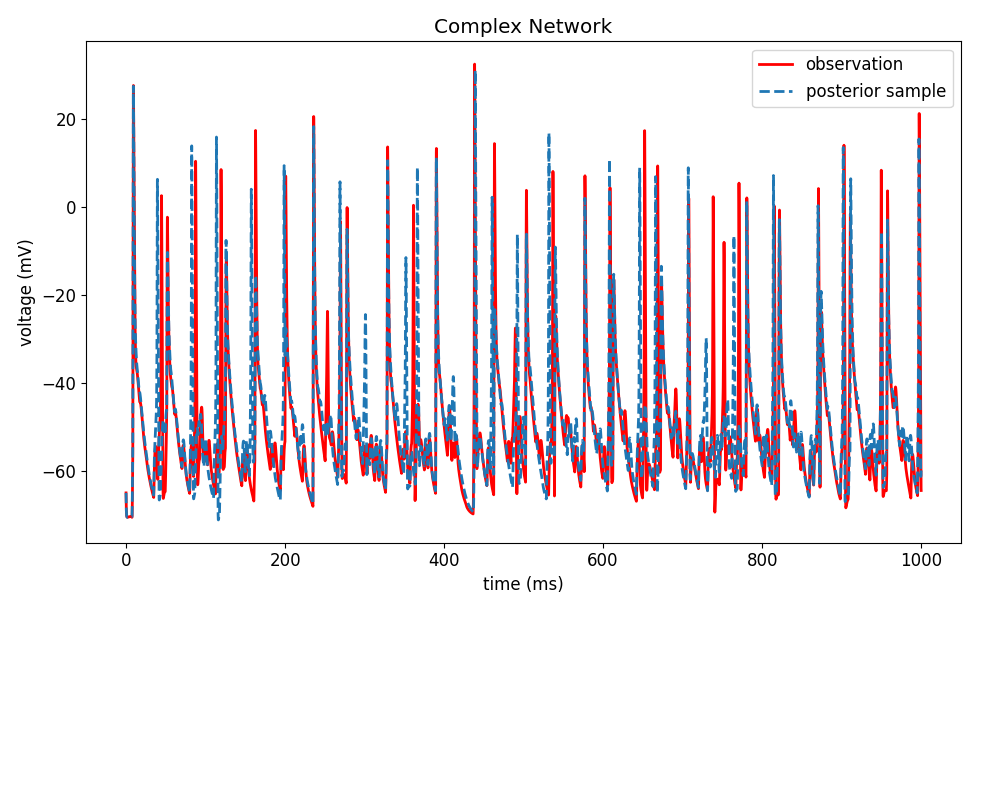 Complex Network
observation
posterior sample
20
0
−20
−40
−60
voltage (mV)
0 200 400 600 800 1000
time (ms)